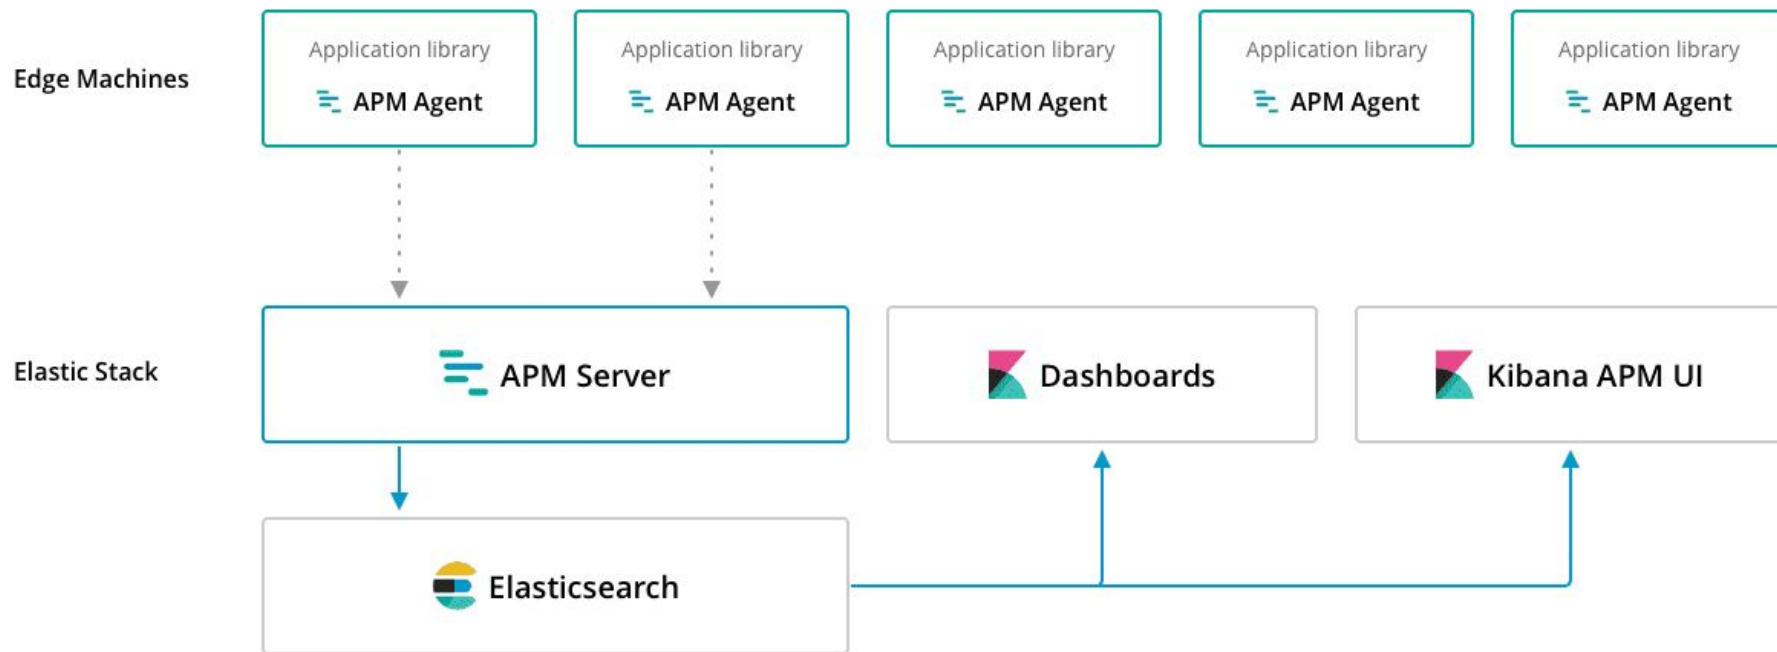 Edge Machines
Application library
APM Agent
Application library
APM Agent
Application library
APM Agent
Application library
APM Agent
Application library
APM Agent
Elastic Stack
APM Server
Dashboards
Kibana APM UI
Elasticsearch